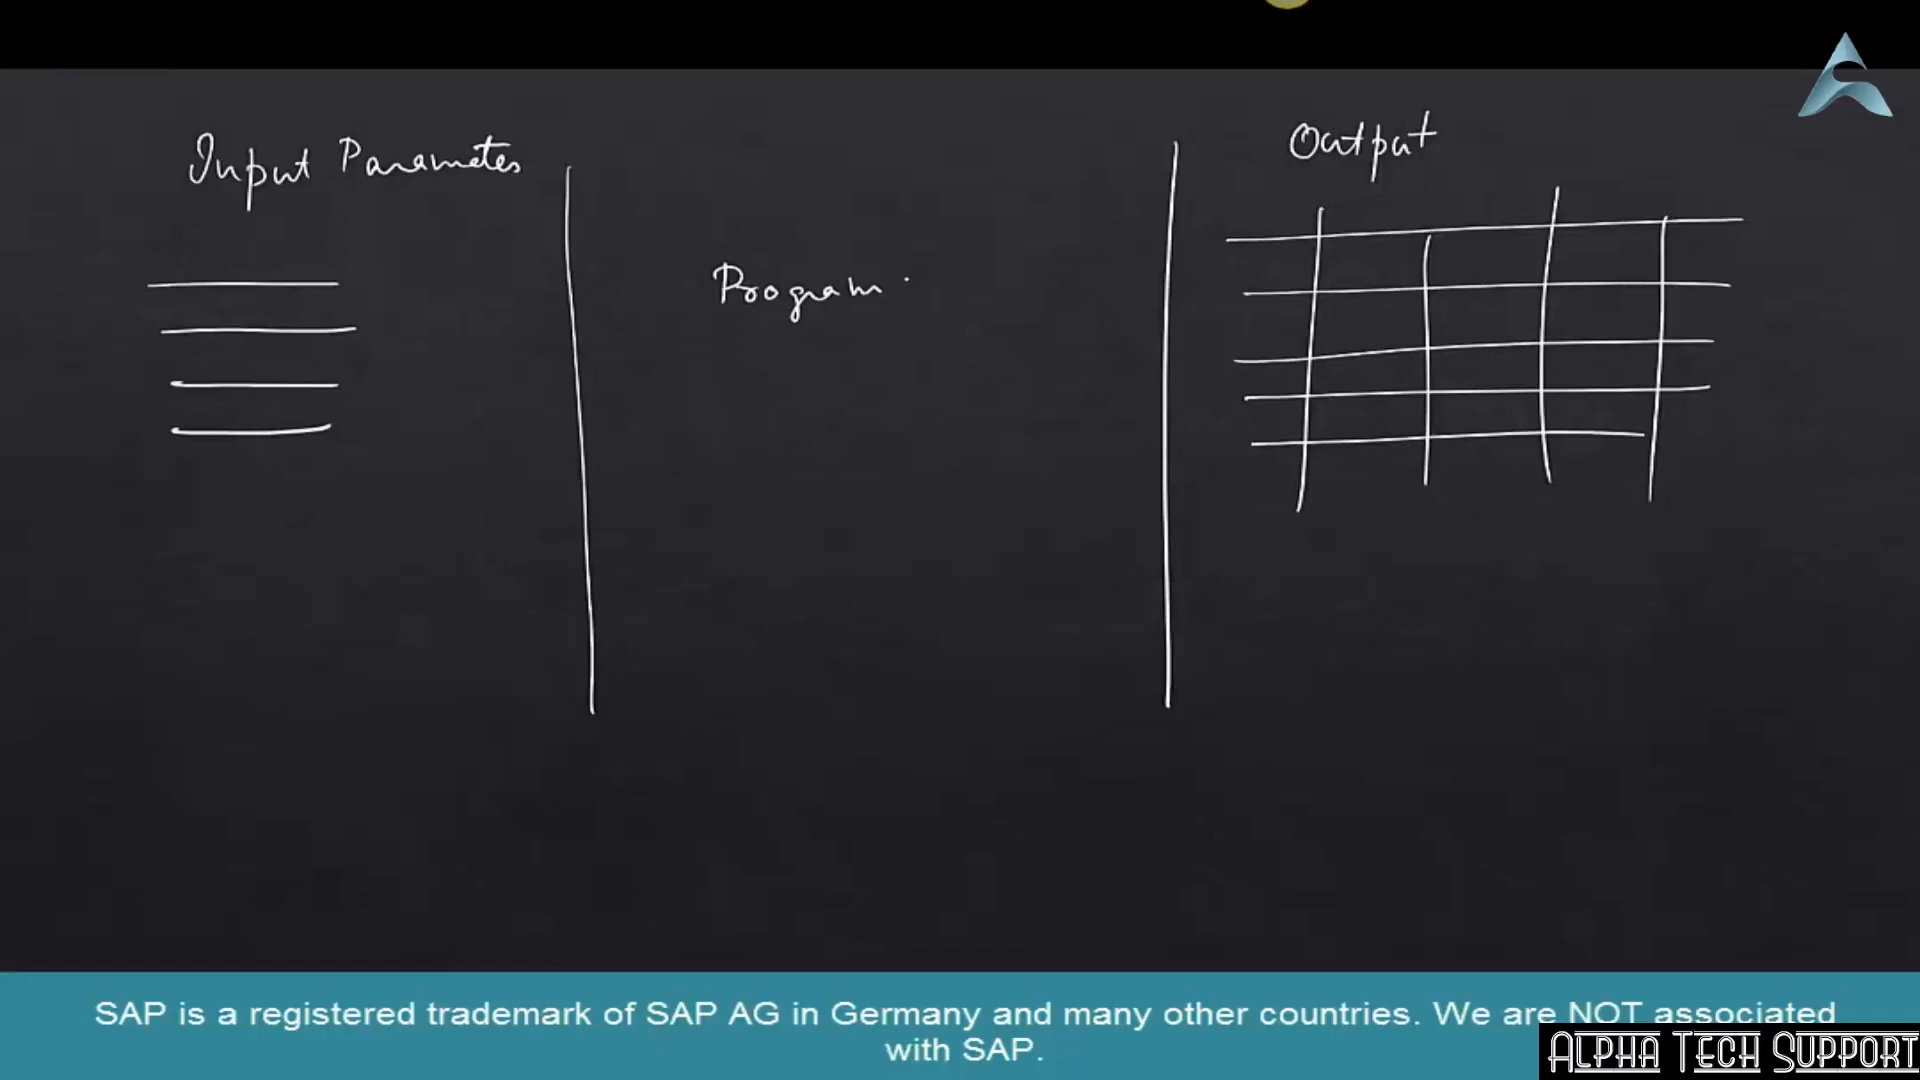 Input Parameters
Output
Program.
SAP is a registered trademark of SAP AG in Germany and many other countries. We are NOT associated
with SAP.
ALPHA TECH SUPPORT